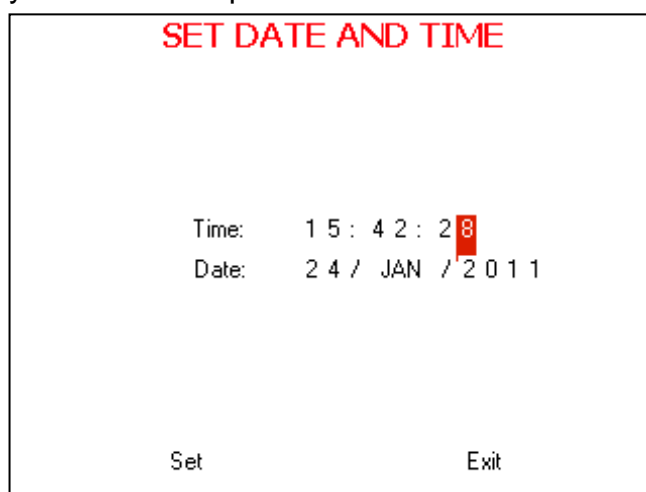 SET DATE AND TIME
Time: 15: 42: 28
Date: 24/ JAN /2011
Set Exit